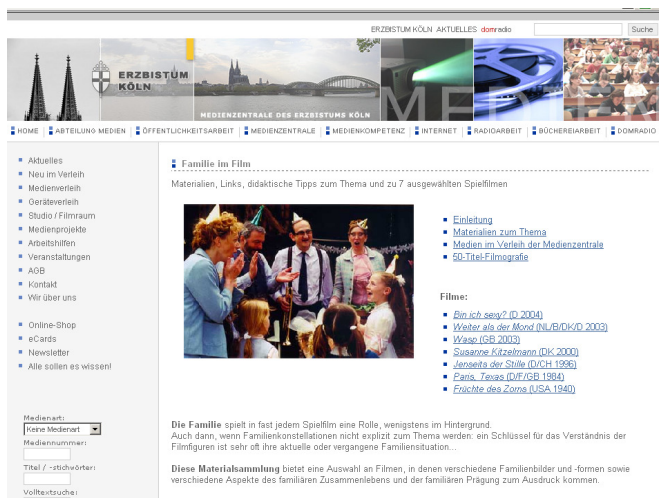 ERZBISTUM KÖLN AKTUELLES domradio Suche
ERZBISTUM
KÖLN
MEDIENZENTRALE DES ERZBISTUMS KÖLN
MEDIEN
HOME ABTEILUNG MEDIEN ÖFFENTLICHKEITSARBEIT MEDIENZENTRALE MEDIENKOMPETENZ INTERNET RADIOARBEIT BÜCHEREIARBEIT DOMRADIO
Aktuelles
Neu im Verleih
Medienverleih
Geräteverleih
Studio / Filmraum
Medienprojekte
Arbeitshilfen
Veranstaltungen
AGB
Kontakt
Wir über uns
Online-Shop
eCards
Newsletter
Alle sollen es wissen!
Medienart:
Keine Medienart
Mediennummer:
Titel / -stichwörter:
Volltextsuche:
Familie im Film
Materialien, Links, didaktische Tipps zum Thema und zu 7 ausgewählten Spielfilmen
Einleitung
Materialien zum Thema
Medien im Verleih der Medienzentrale
50-Titel-Filmografie
Filme:
Bin ich sexy? (D 2004)
Weiter als der Mond (NL/B/DK/D 2003)
Wasp (GB 2003)
Susanne Kitzelmann (DK 2000)
Jenseits der Stille (D/CH 1996)
Paris, Texas (D/F/GB 1984)
Früchte des Zorns (USA 1940)
Die Familie spielt in fast jedem Spielfilm eine Rolle, wenigstens im Hintergrund.
Auch dann, wenn Familienkonstellationen nicht explizit zum Thema werden: ein Schlüssel für das Verständnis der
Filmfiguren ist sehr oft ihre aktuelle oder vergangene Familiensituation...
Diese Materialsammlung bietet eine Auswahl an Filmen, in denen verschiedene Familienbilder und -formen sowie
verschiedene Aspekte des familiären Zusammenlebens und der familiären Prägung zum Ausdruck kommen.